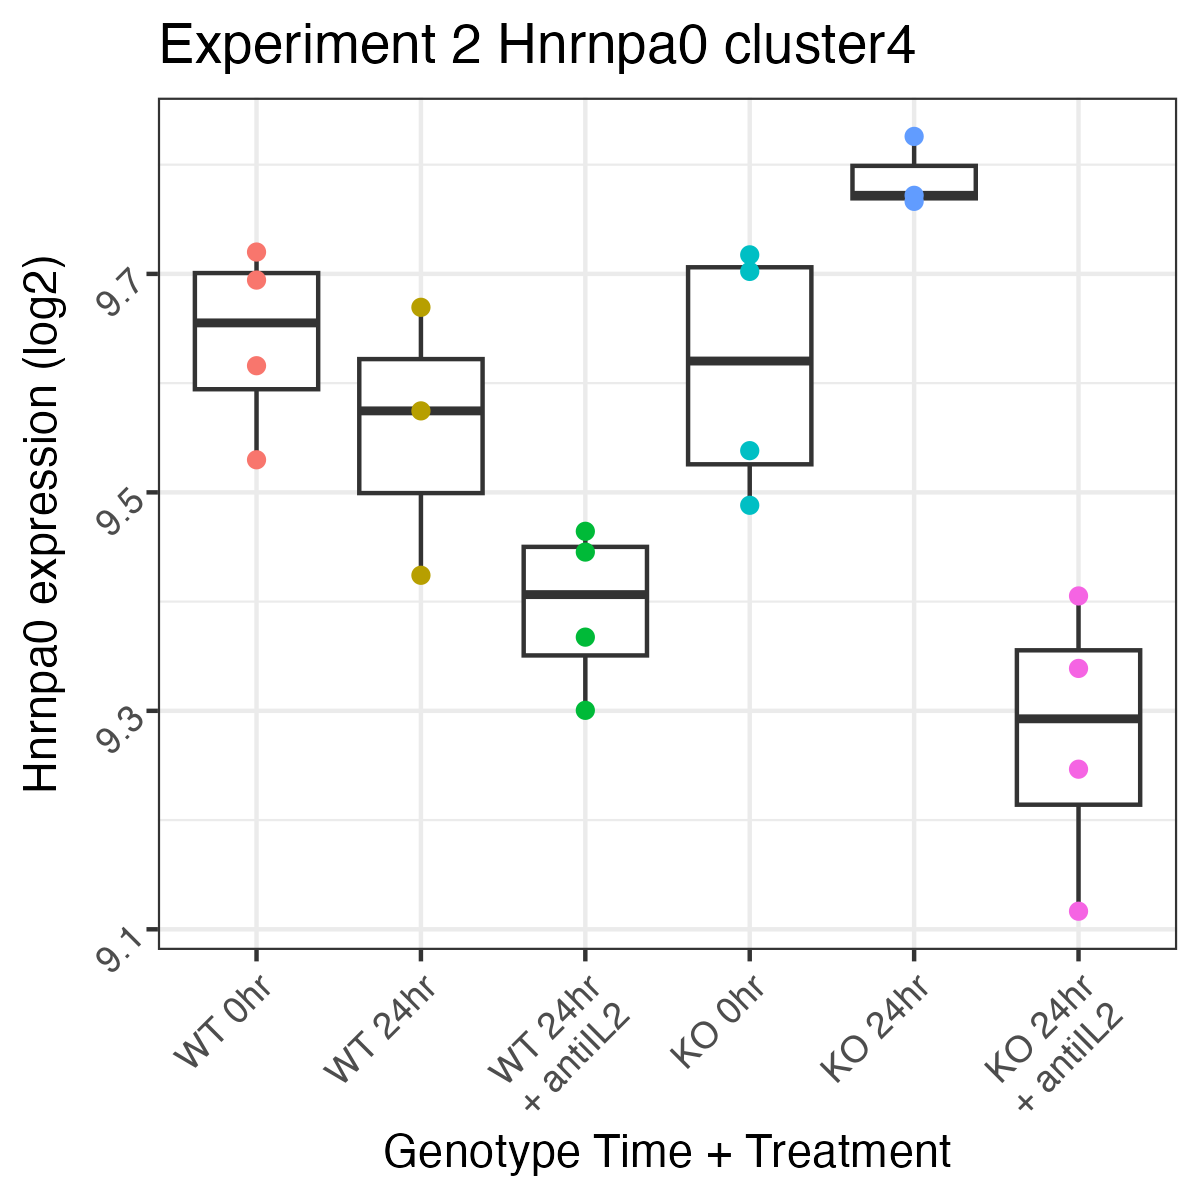 Experiment 2 Hnrnpa0 cluster4
Hnrnpa0 expression (log2)
9.7
9.5
9.3
9.1
WT 0hr
WT 24hr
WT 24hr
+ antiIL2
KO 0hr
KO 24hr
KO 24hr
+ antiIL2
Genotype Time + Treatment